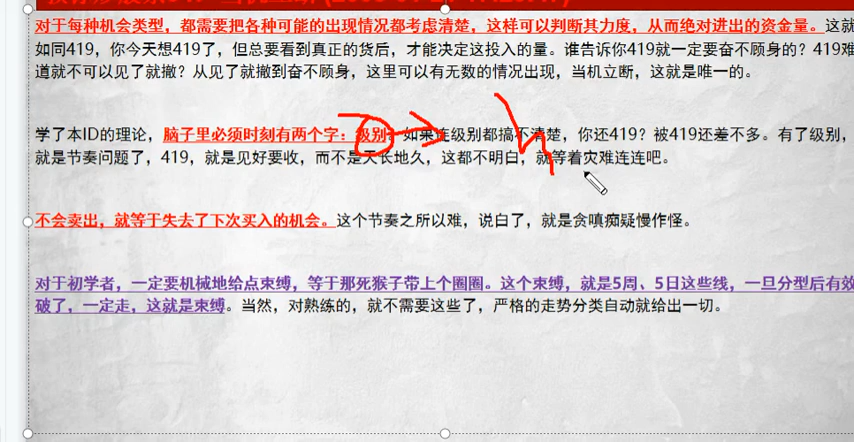 对于每种机会类型，都需要把各种可能的出现情况都考虑清楚，这样可以判断其力度，从而绝对进出的资金量。这就
如同419，你今天想419了，但总要看到真正的货后，才能决定这投入的量。谁告诉你419就一定要奋不顾身的？419难
道就不可以见了就撤？从见了就撤到奋不顾身，这里可以有无数的情况出现，当机立断，这就是唯一的。
学了本ID的理论，脑子里必须时刻有两个字：级别。如果连级别都搞不清楚，你还419？被419还差不多。有了级别，
就是节奏问题了，419，就是见好要收，而不是天长地久，这都不明白，就等着灾难连连吧。
不会卖出，就等于失去了下次买入的机会。这个节奏之所以难，说白了，就是贪嗔痴疑慢作怪。
对于初学者，一定要机械地给点束缚，等于那死猴子带上个圈圈。这个束缚，就是5周、5日这些线，一旦分型后有效
破了，一定走，这就是束缚。当然，对熟练的，就不需要这些了，严格的走势分类自动就给出一切。